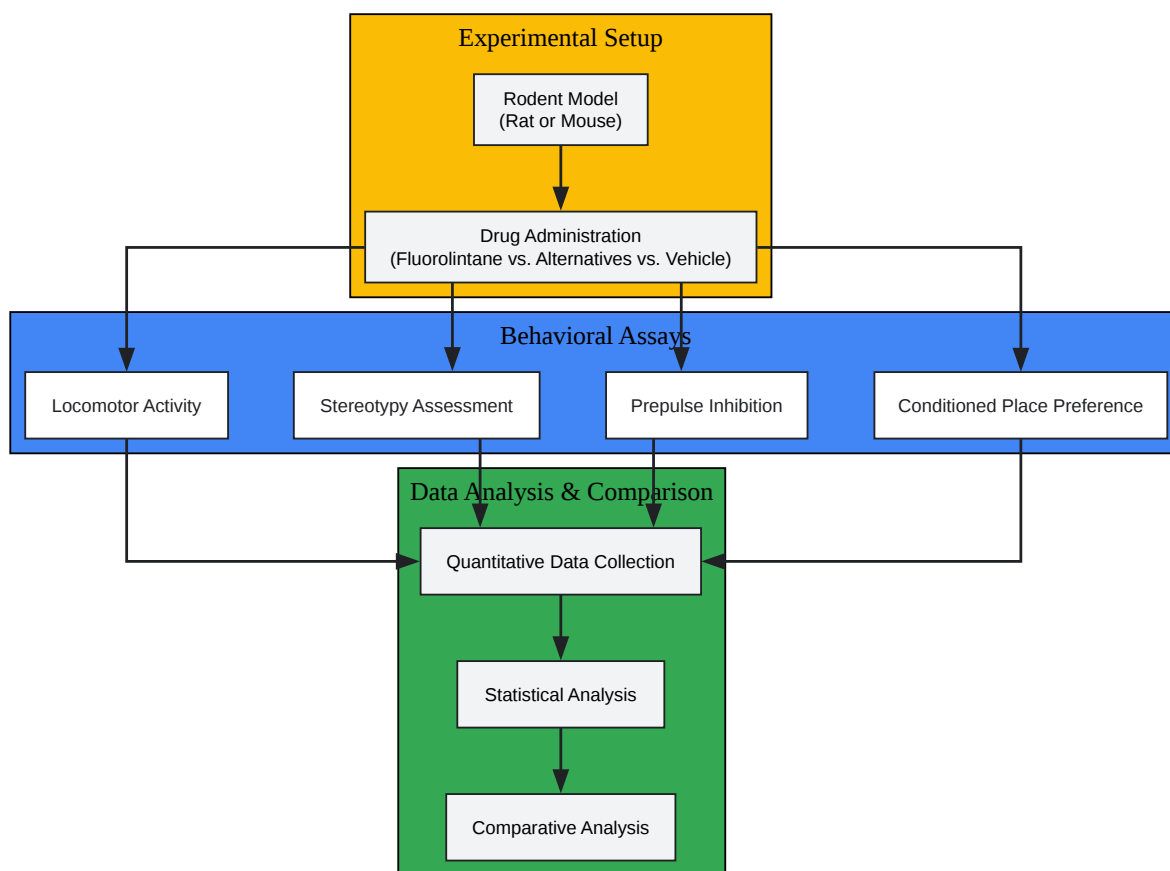 Experimental Setup
Rodent Model
(Rat or Mouse)
Drug Administration
(Fluorolintane vs. Alternatives vs. Vehicle)
Behavioral Assays
Locomotor Activity
Stereotypy Assessment
Prepulse Inhibition
Conditioned Place Preference
Data Analysis & Comparison
Quantitative Data Collection
Statistical Analysis
Comparative Analysis